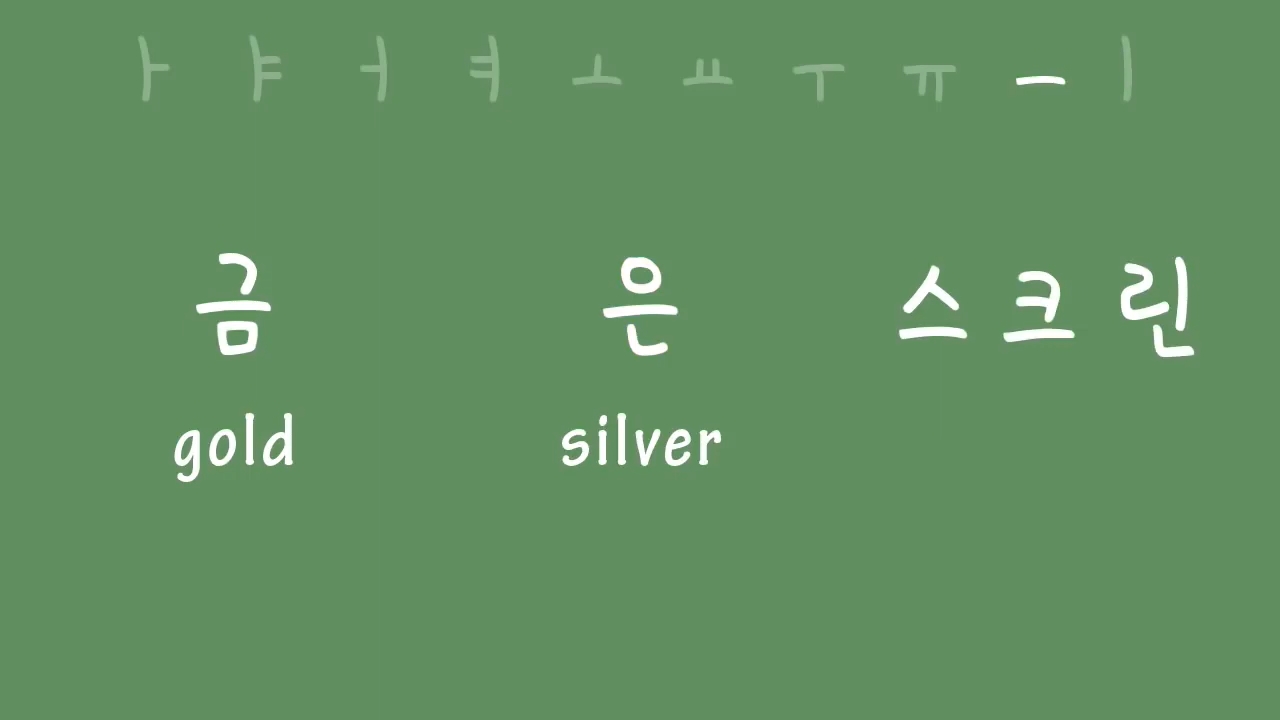 ㅏ ㅑ ㅓ ㅕ ㅗ ㅛ ㅜ ㅠ ㅡ ㅣ
금 은 스크린
gold silver